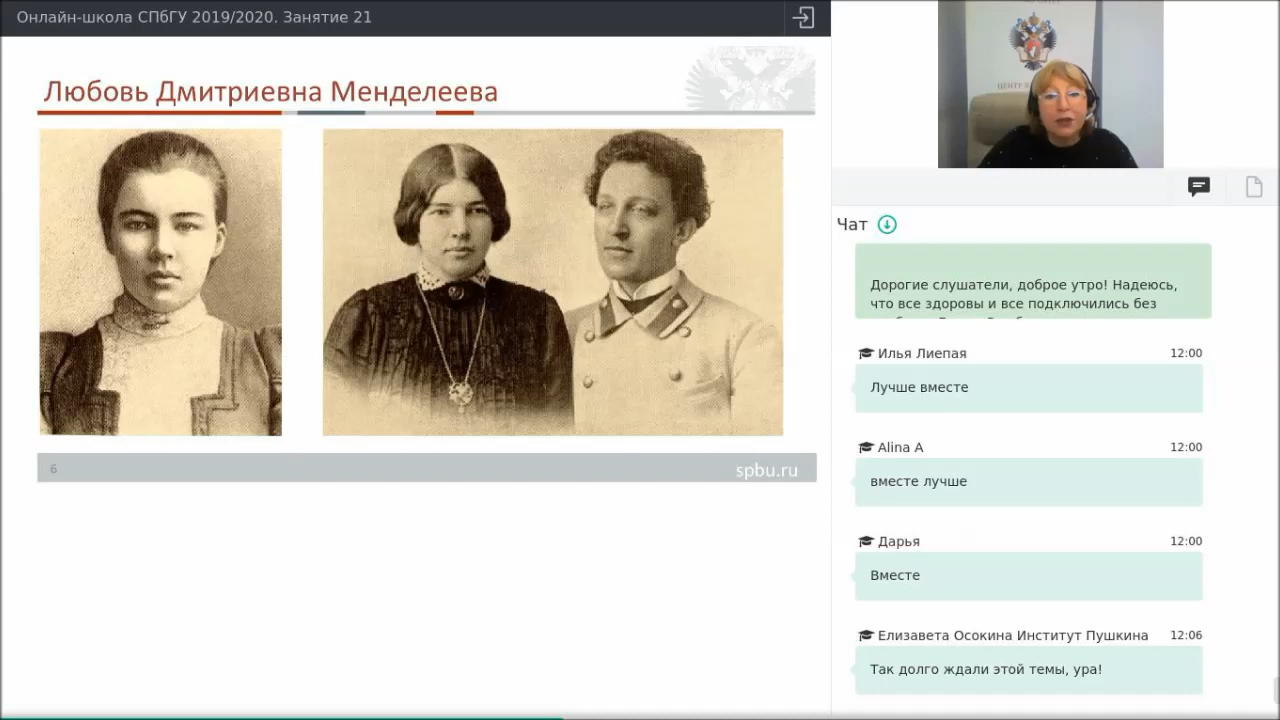 Онлайн-школа СПбГУ 2019/2020. Занятие 21
Любовь Дмитриевна Менделеева
6
spbu.ru
Чат
Дорогие слушатели, доброе утро! Надеюсь,
что все здоровы и все подключились без
Илья Лиепая 12:00
Лучше вместе
Alina A 12:00
вместе лучше
Дарья 12:00
Вместе
Елизавета Осокина Институт Пушкина 12:06
Так долго ждали этой темы, ура!